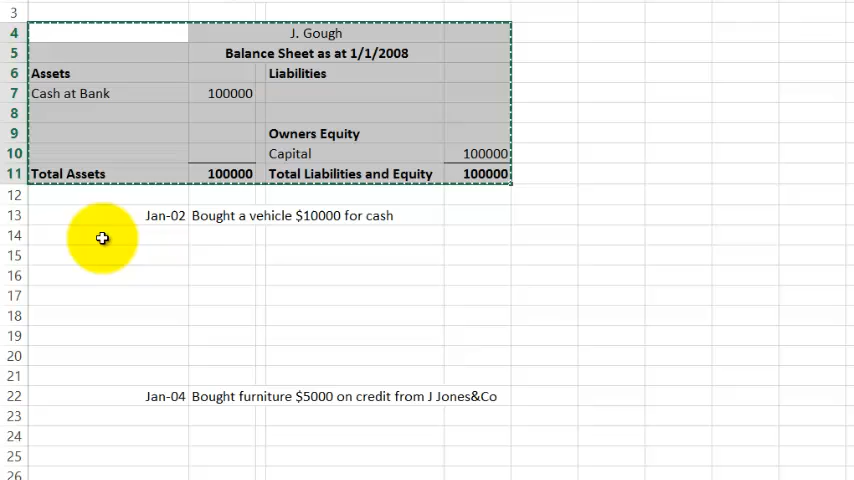 3
4 J. Gough
5 Balance Sheet as at 1/1/2008
6 Assets Liabilities
7 Cash at Bank 100000
8
9 Owners Equity
10 Capital 100000
11 Total Assets 100000 Total Liabilities and Equity 100000
12
13 Jan-02 Bought a vehicle $10000 for cash
14
15
16
17
18
19
20
21
22 Jan-04 Bought furniture $5000 on credit from J Jones&Co
23
24
25
26